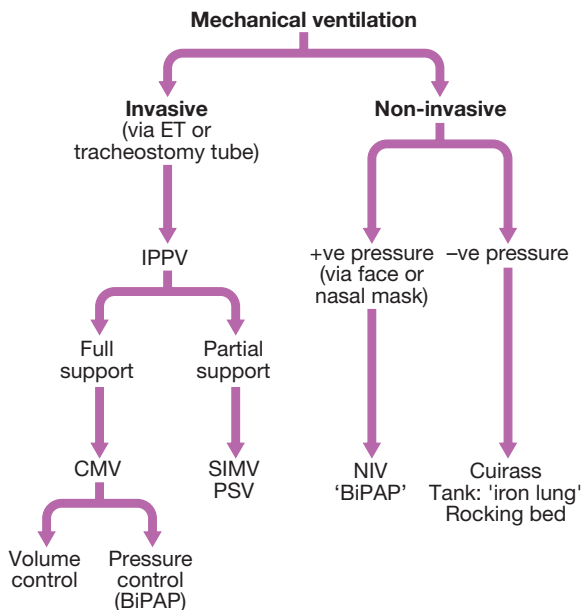 Mechanical ventilation
Invasive
(via ET or
tracheostomy tube)
Non-invasive
IPPV
+ve pressure
(via face or
nasal mask)
–ve pressure
Full
support
Partial
support
CMV
SIMV
PSV
NIV
‘BiPAP’
Cuirass
Tank: 'iron lung'
Rocking bed
Volume
control
Pressure
control
(BiPAP)